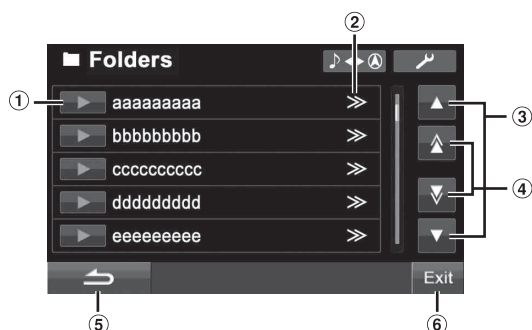 ②
Folders
① aaaaaaaaa ③
bbbbbbbbb
cccccccccc ④
ddddddddd
eeeeeeeee
Exit
⑤ ⑥